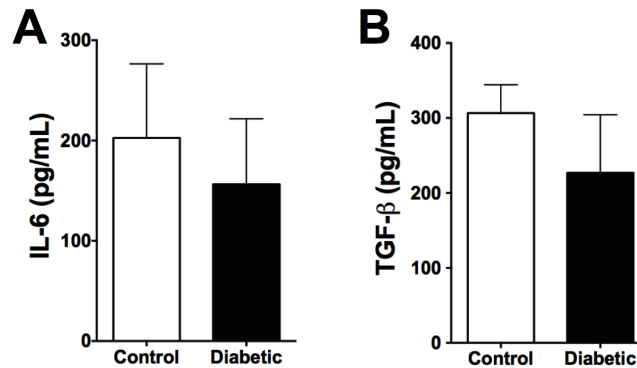 A
IL-6 (pg/mL)
300
200
100
0
Control Diabetic
B
TGF-β (pg/mL)
400
300
200
100
0
Control Diabetic